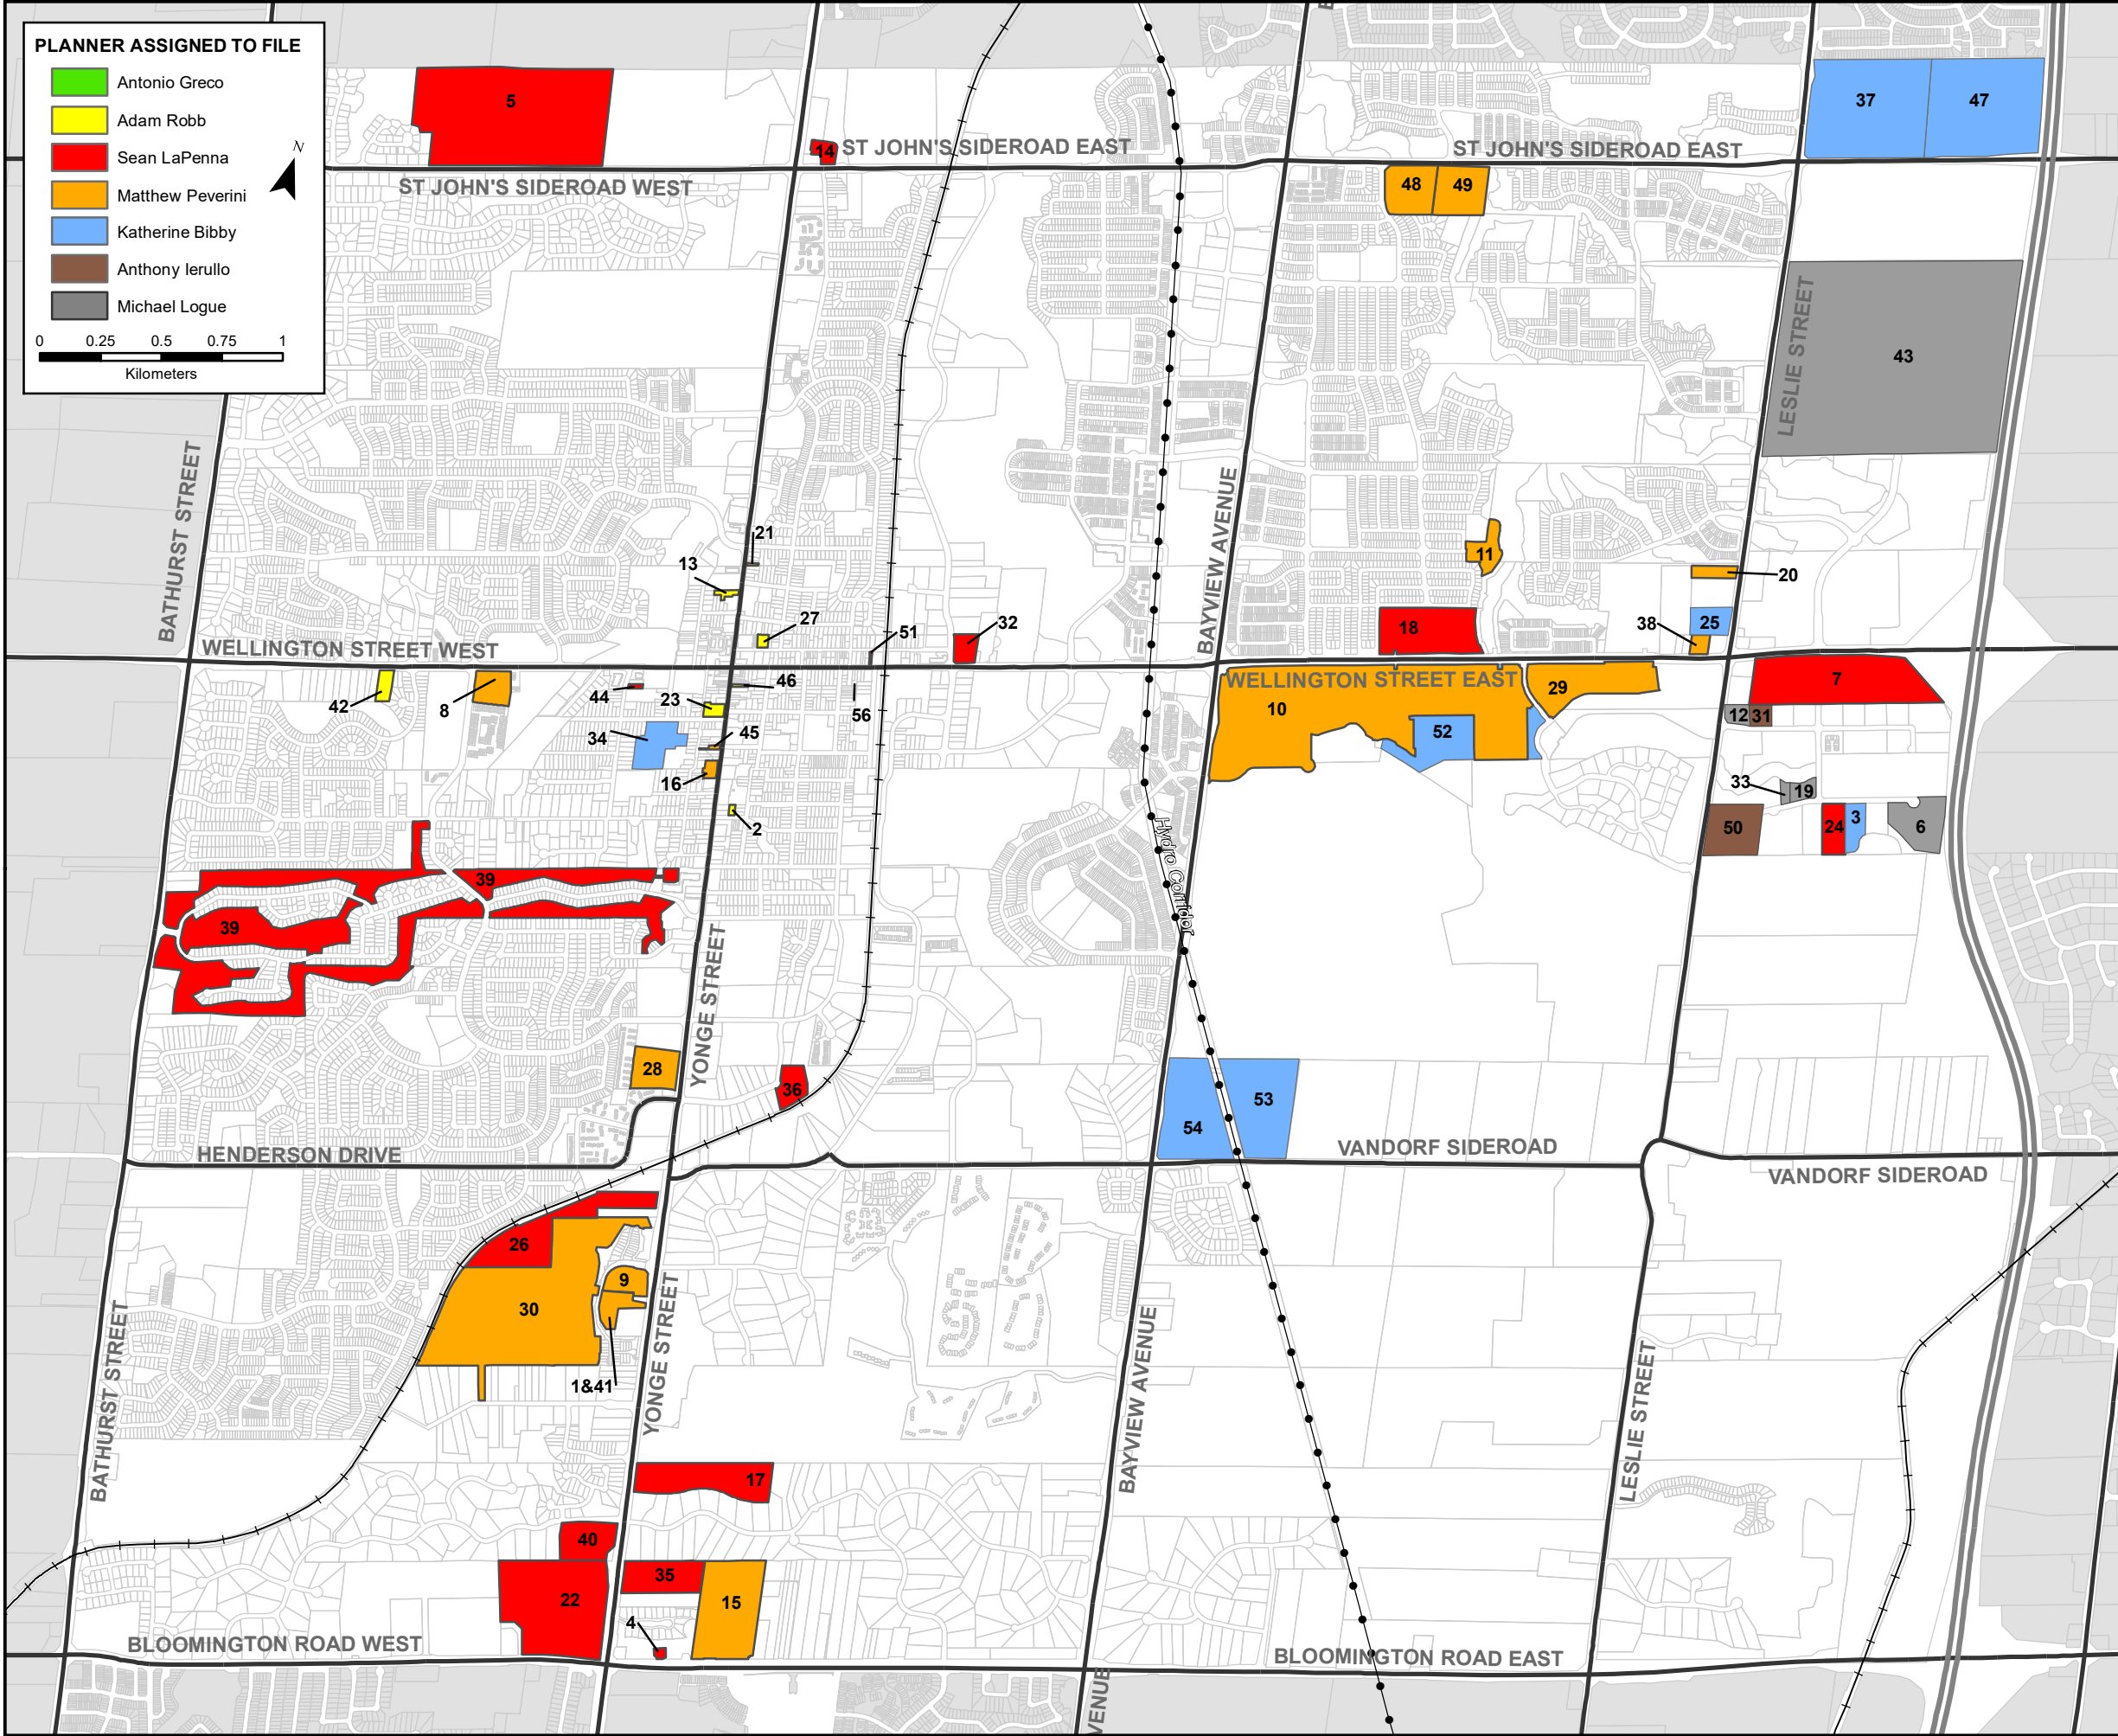 PLANNER ASSIGNED TO FILE
Antonio Greco
Adam Robb
Sean LaPenna
Matthew Peverini
Katherine Bibby
Anthony Ierullo
Michael Logue
N
0 0.25 0.5 0.75 1
Kilometers
5
14
ST JOHN'S SIDEROAD EAST
ST JOHN'S SIDEROAD EAST
37
47
ST JOHN'S SIDEROAD WEST
48
49
LESLIE STREET
43
BATHURST STREET
BAYVIEW AVENUE
21
13
11
20
27
51
32
18
38
25
WELLINGTON STREET WEST
WELLINGTON STREET EAST
42
8
44
23
46
56
10
29
7
12
31
34
45
52
16
33
19
2
50
24
3
6
Hydro Corridor
39
39
YONGE STREET
28
36
54
53
HENDERSON DRIVE
VANDORF SIDEROAD
VANDORF SIDEROAD
26
9
30
1&41
BATHURST STREET
YONGE STREET
BAYVIEW AVENUE
LESLIE STREET
17
40
35
22
15
4
BLOOMINGTON ROAD WEST
BLOOMINGTON ROAD EAST
VENUE